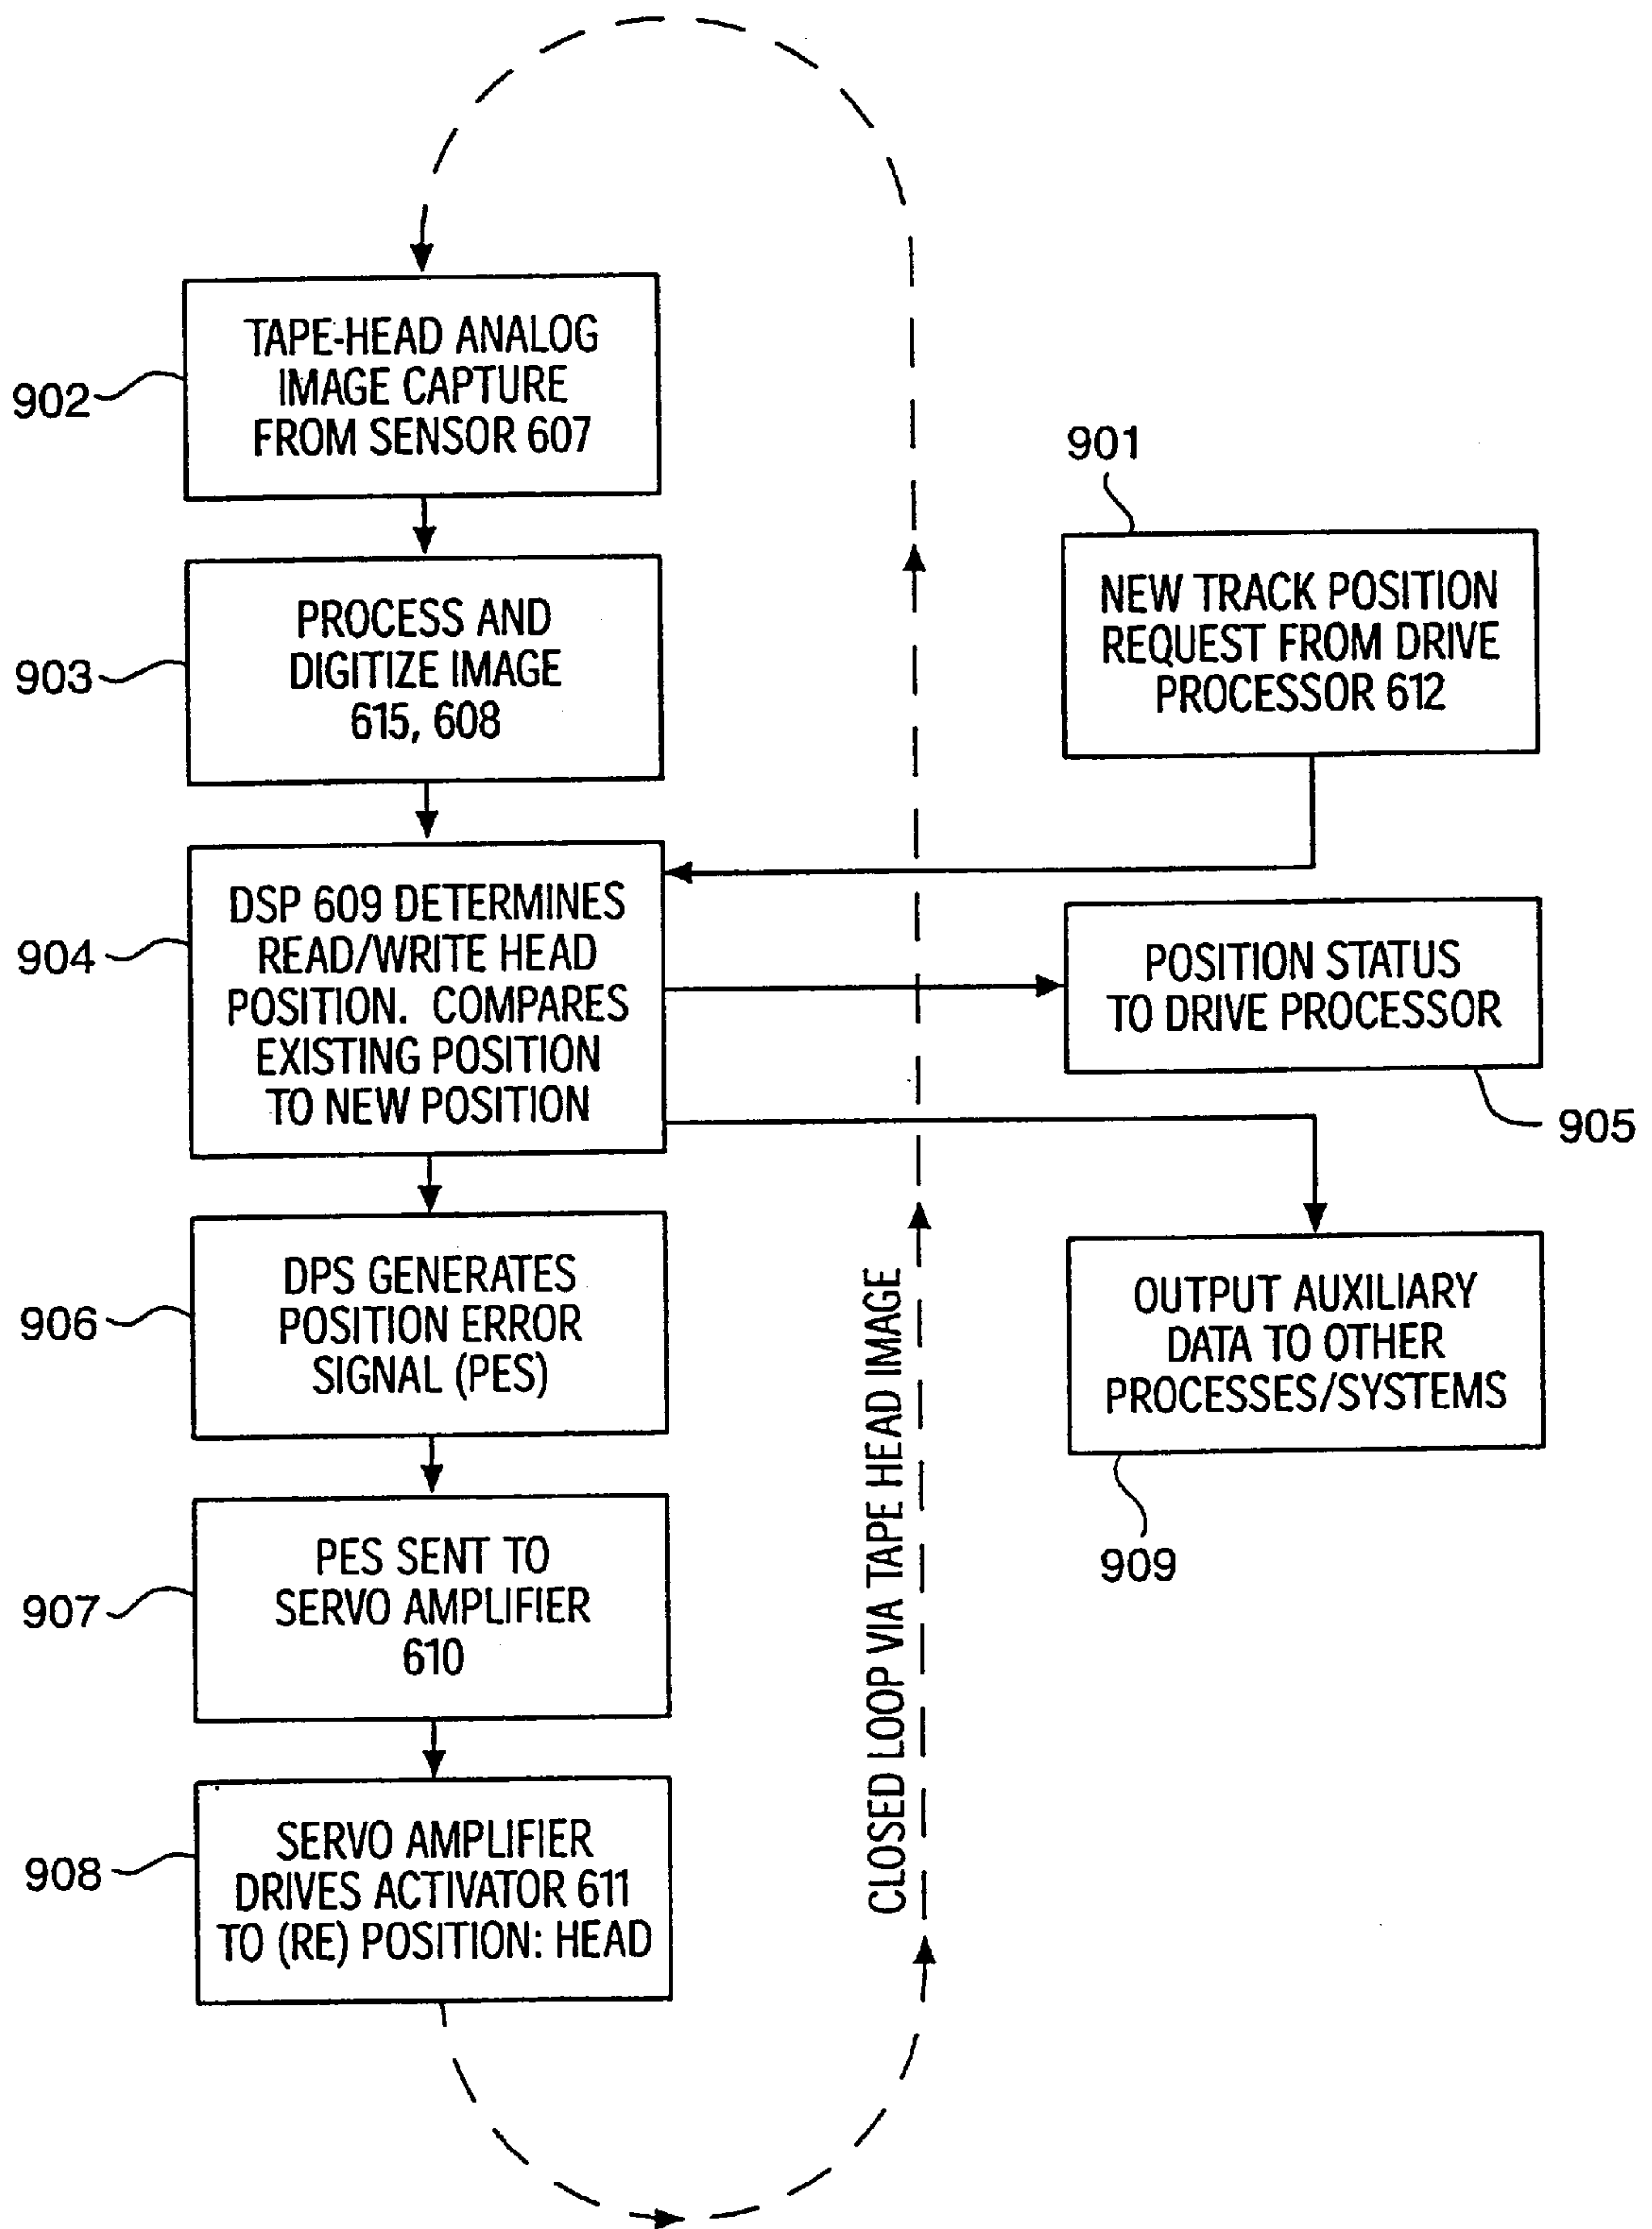 902
TAPE-HEAD ANALOG
IMAGE CAPTURE
FROM SENSOR 607
903
PROCESS AND
DIGITIZE IMAGE
615, 608
901
NEW TRACK POSITION
REQUEST FROM DRIVE
PROCESSOR 612
904
DSP 609 DETERMINES
READ/WRITE HEAD
POSITION. COMPARES
EXISTING POSITION
TO NEW POSITION
POSITION STATUS
TO DRIVE PROCESSOR
905
906
DPS GENERATES
POSITION ERROR
SIGNAL (PES)
OUTPUT AUXILIARY
DATA TO OTHER
PROCESSES/SYSTEMS
909
907
PES SENT TO
SERVO AMPLIFIER
610
908
SERVO AMPLIFIER
DRIVES ACTIVATOR 611
TO (RE) POSITION: HEAD
CLOSED LOOP VIA TAPE HEAD IMAGE